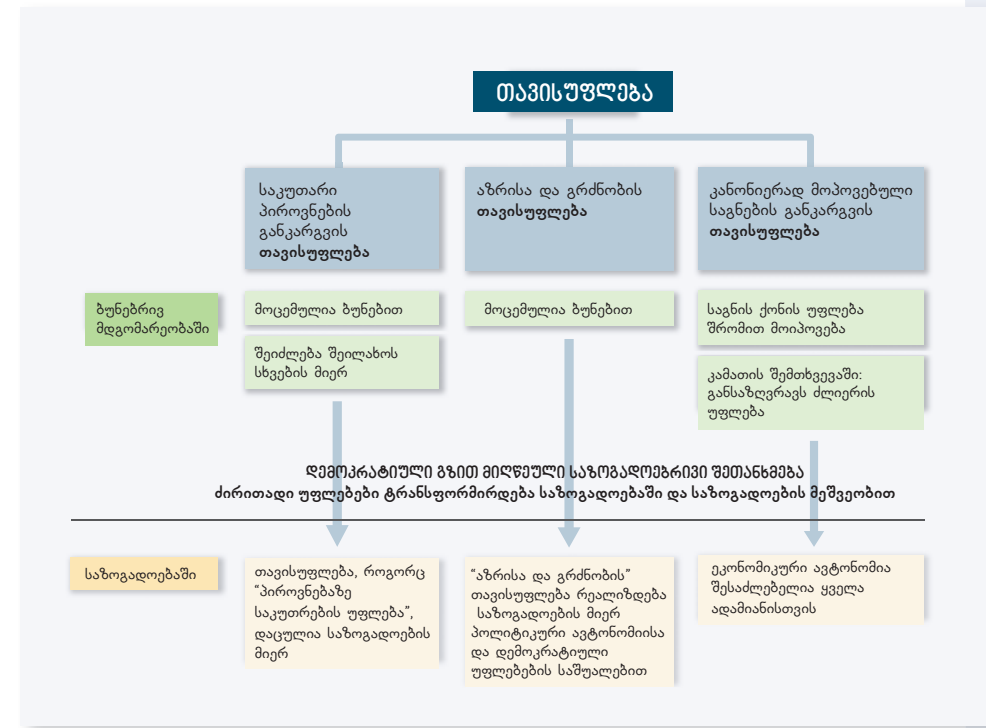 თავისუფლება
საკუთარი
პიროვნების
განკარგვის
თავისუფლება
აზრისა და გრძნობის
თავისუფლება
კანონიერად მოპოვებული
საგნების განკარგვის
თავისუფლება
ბუნებრივ
მდგომარეობაში
მოცემულია ბუნებით
შეიძლება შეილახოს
სხვების მიერ
მოცემულია ბუნებით
საგნის ქონის უფლება
შრომით მოიპოვება
კამათის შემთხვევაში:
განსაზღვრავს ძლიერის
უფლება
დემოკრატიული გზით მიღწეული საზოგადოებრივი შეთანხმება
ძირითადი უფლებები ტრანსფორმირდება საზოგადოებაში და საზოგადოების მეშვეობით
საზოგადოებაში
თავისუფლება, როგორც
“პიროვნებაზე
საკუთრების უფლება”,
დაცულია საზოგადოების
მიერ
“აზრისა და გრძნობის”
თავისუფლება რეალიზდება
საზოგადოების მიერ
პოლიტიკური ავტონომიისა
და დემოკრატიული
უფლებების საშუალებით
ეკონომიკური ავტონომია
შესაძლებელია ყველა
ადამიანისთვის